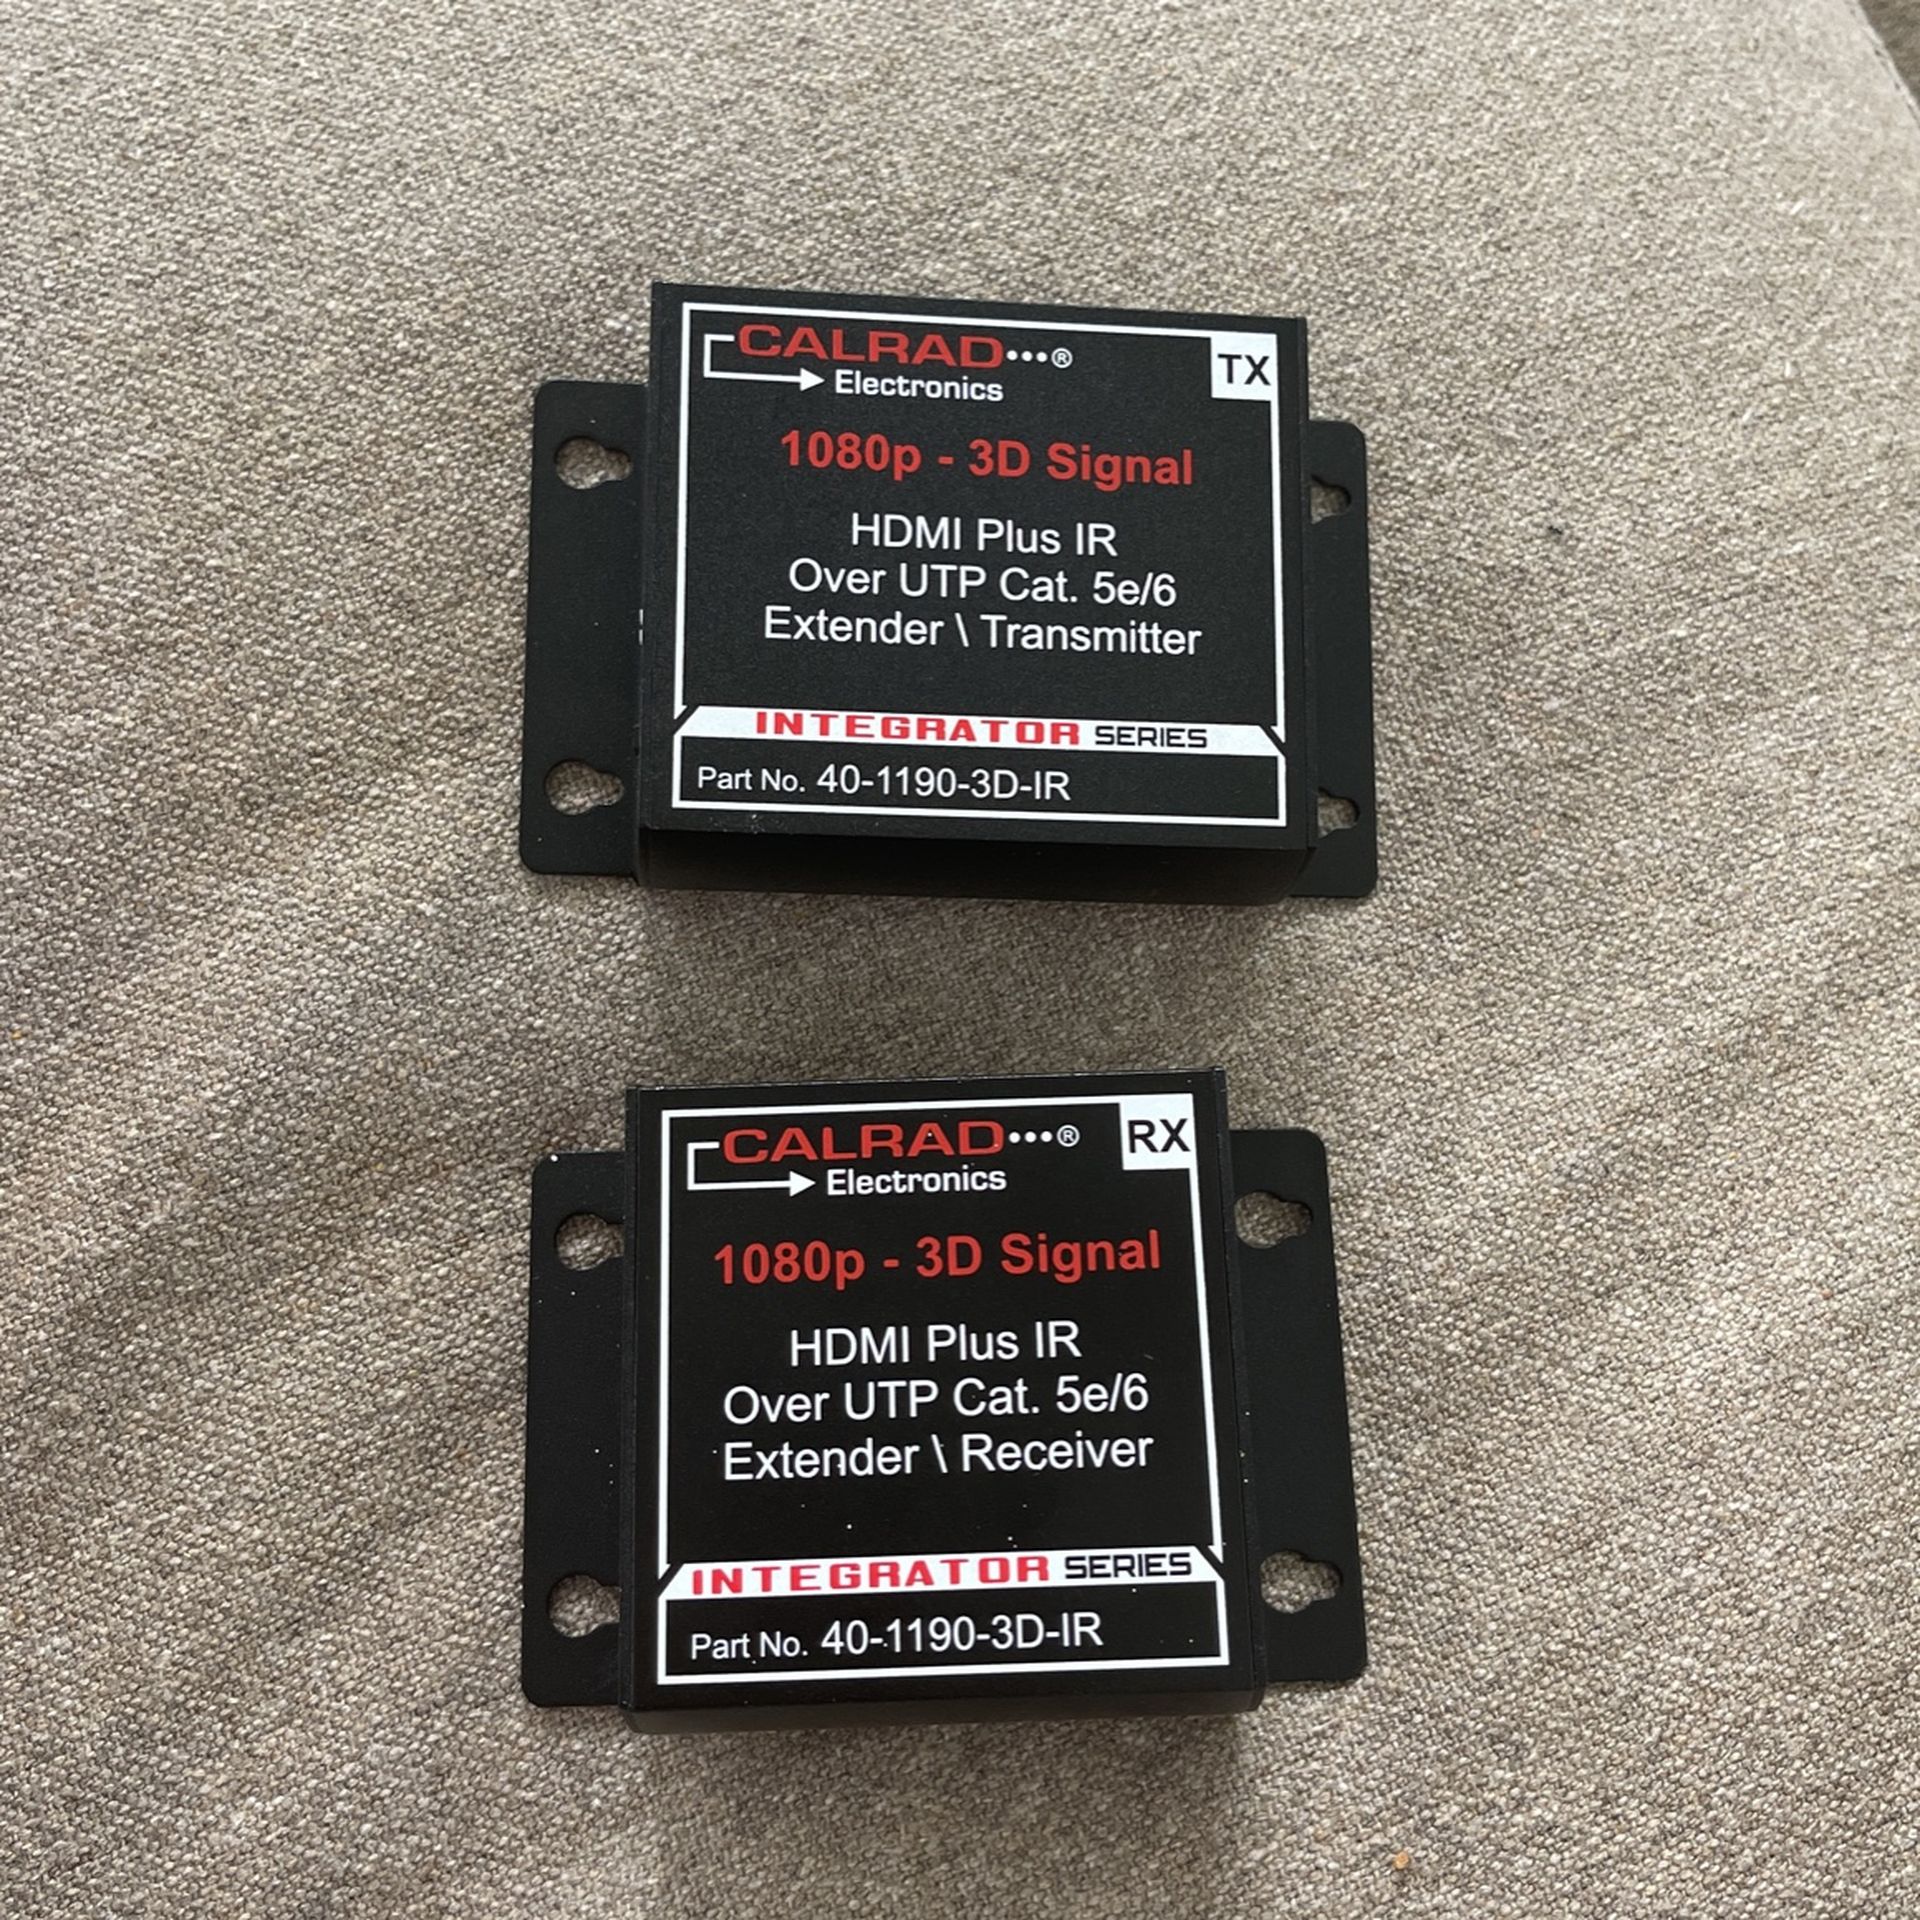 CALRAD...®
TX
Electronics
1080p - 3D Signal
HDMI Plus IR
Over UTP Cat. 5e/6
Extender \ Transmitter
INTEGRATOR SERIES
Part No. 40-1190-3D-IR
CALRAD...®
RX
Electronics
1080p - 3D Signal
HDMI Plus IR
Over UTP Cat. 5e/6
Extender \ Receiver
INTEGRATOR SERIES
Part No. 40-1190-3D-IR